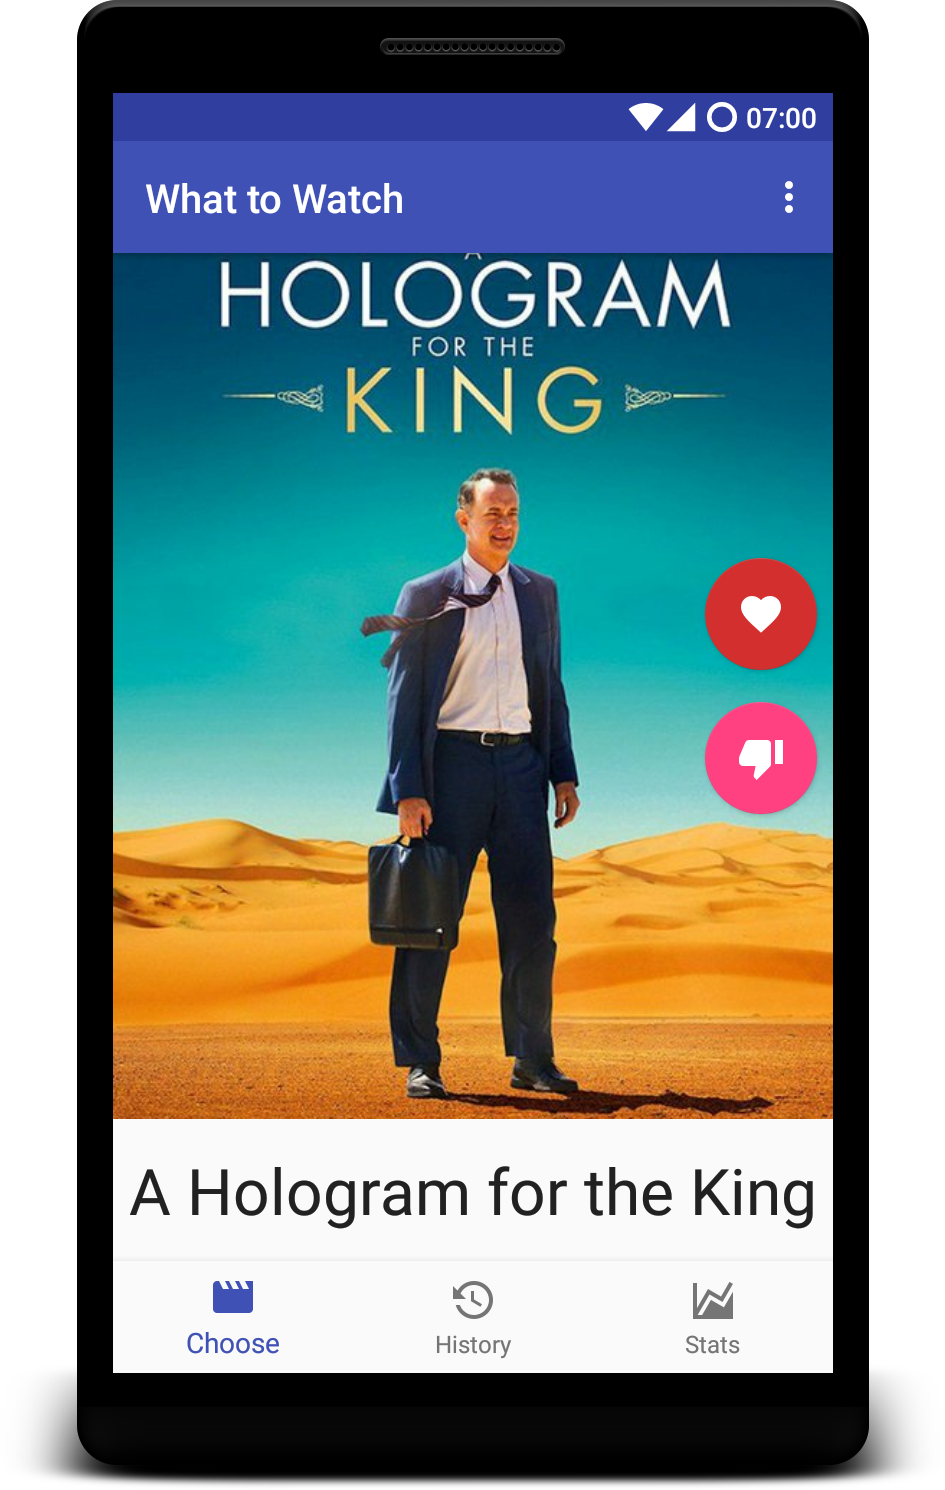 07:00
What to Watch
A
HOLOGRAM
FOR THE
KING
A Hologram for the King
Choose
History
Stats